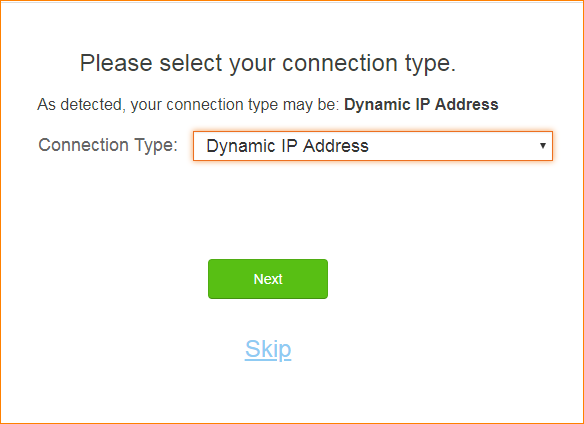 Please select your connection type.
As detected, your connection type may be: Dynamic IP Address
Connection Type: Dynamic IP Address
Next
Skip